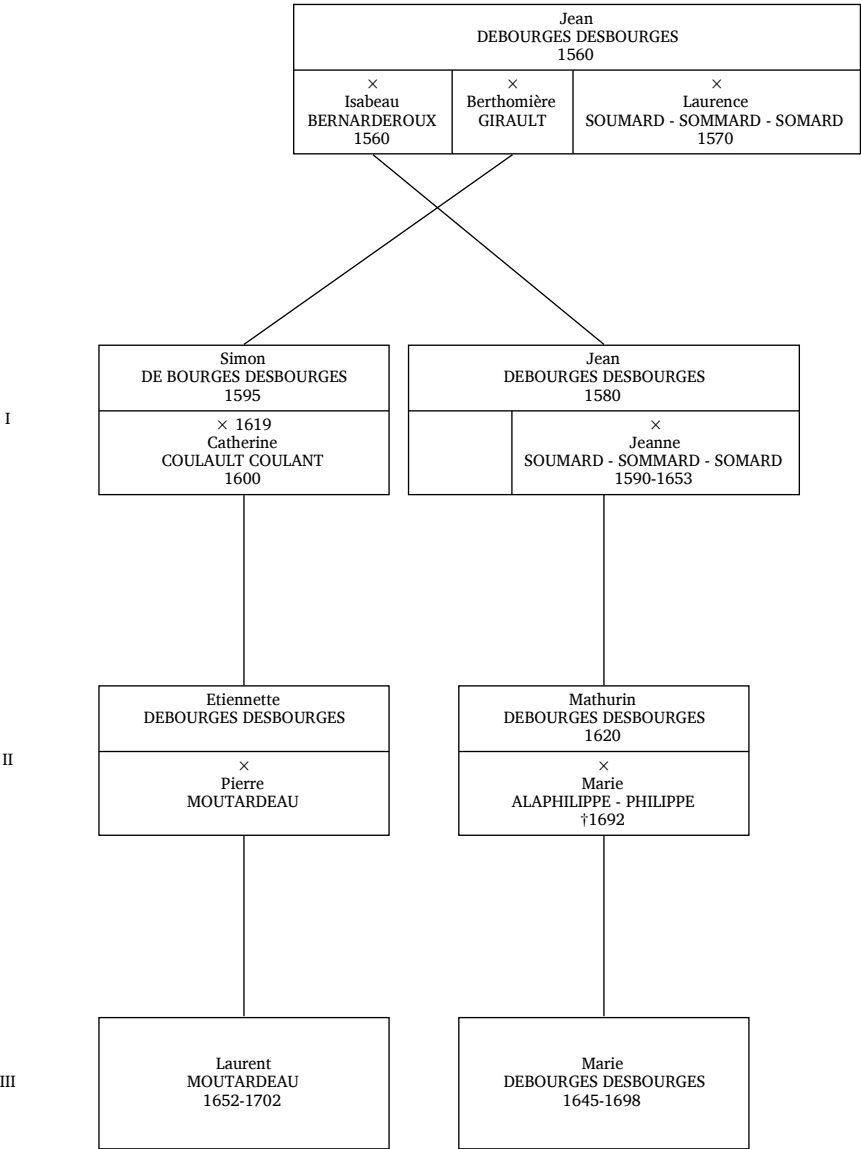 Jean
DEBOURGES DESBOURGES
1560
×
Isabeau
BERNARDEROUX
1560
×
Berthomière
GIRAULT
×
Laurence
SOUMARD - SOMMARD - SOMARD
1570
I
Simon
DE BOURGES DESBOURGES
1595
× 1619
Catherine
COULAULT COULANT
1600
Jean
DEBOURGES DESBOURGES
1580
×
Jeanne
SOUMARD - SOMMARD - SOMARD
1590-1653
II
Etiennette
DEBOURGES DESBOURGES
×
Pierre
MOUTARDEAU
Mathurin
DEBOURGES DESBOURGES
1620
×
Marie
ALAPHILIPPE - PHILIPPE
†1692
III
Laurent
MOUTARDEAU
1652-1702
Marie
DEBOURGES DESBOURGES
1645-1698